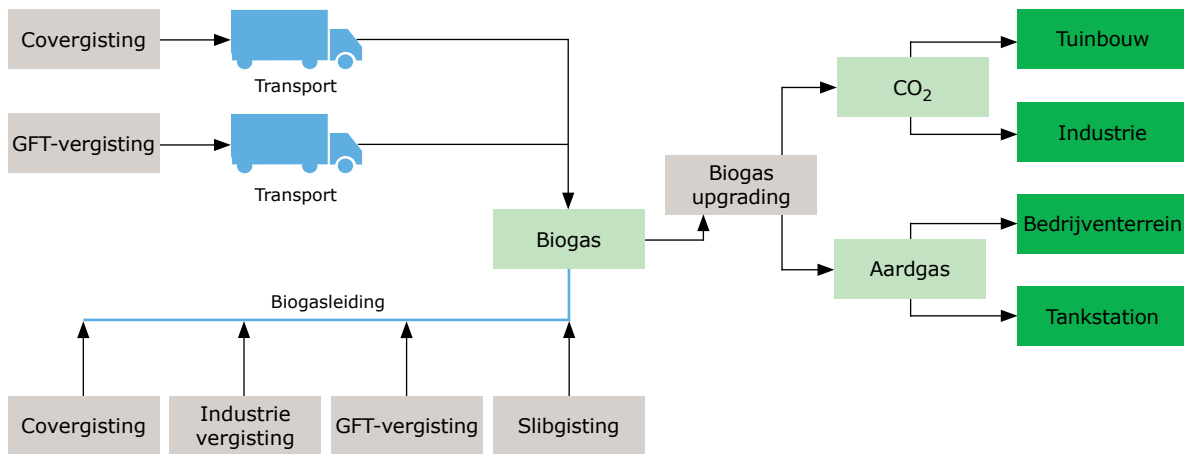 Covergisting
Transport
GFT-vergisting
Transport
Biogas
Biogasleiding
Covergisting
Industrie
vergisting
GFT-vergisting
Slibgisting
Biogas
upgrading
CO2
Tuinbouw
Industrie
Aardgas
Bedrijventerrein
Tankstation